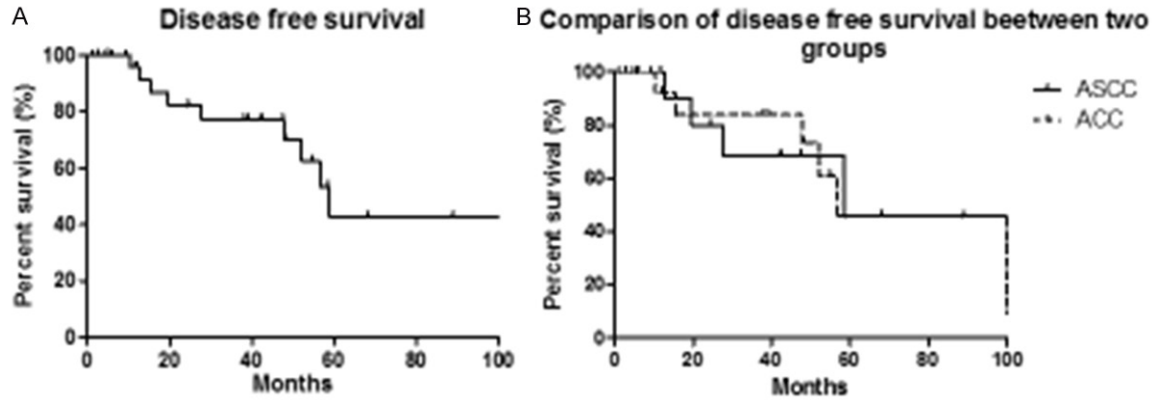 A
Disease free survival
100
80
60
40
20
0
Percent survival (%)
0 20 40 60 80 100
Months
B
Comparison of disease free survival beetween two
groups
100
80
60
40
20
0
Percent survival (%)
0 20 40 60 80 100
Months
ASCC
ACC